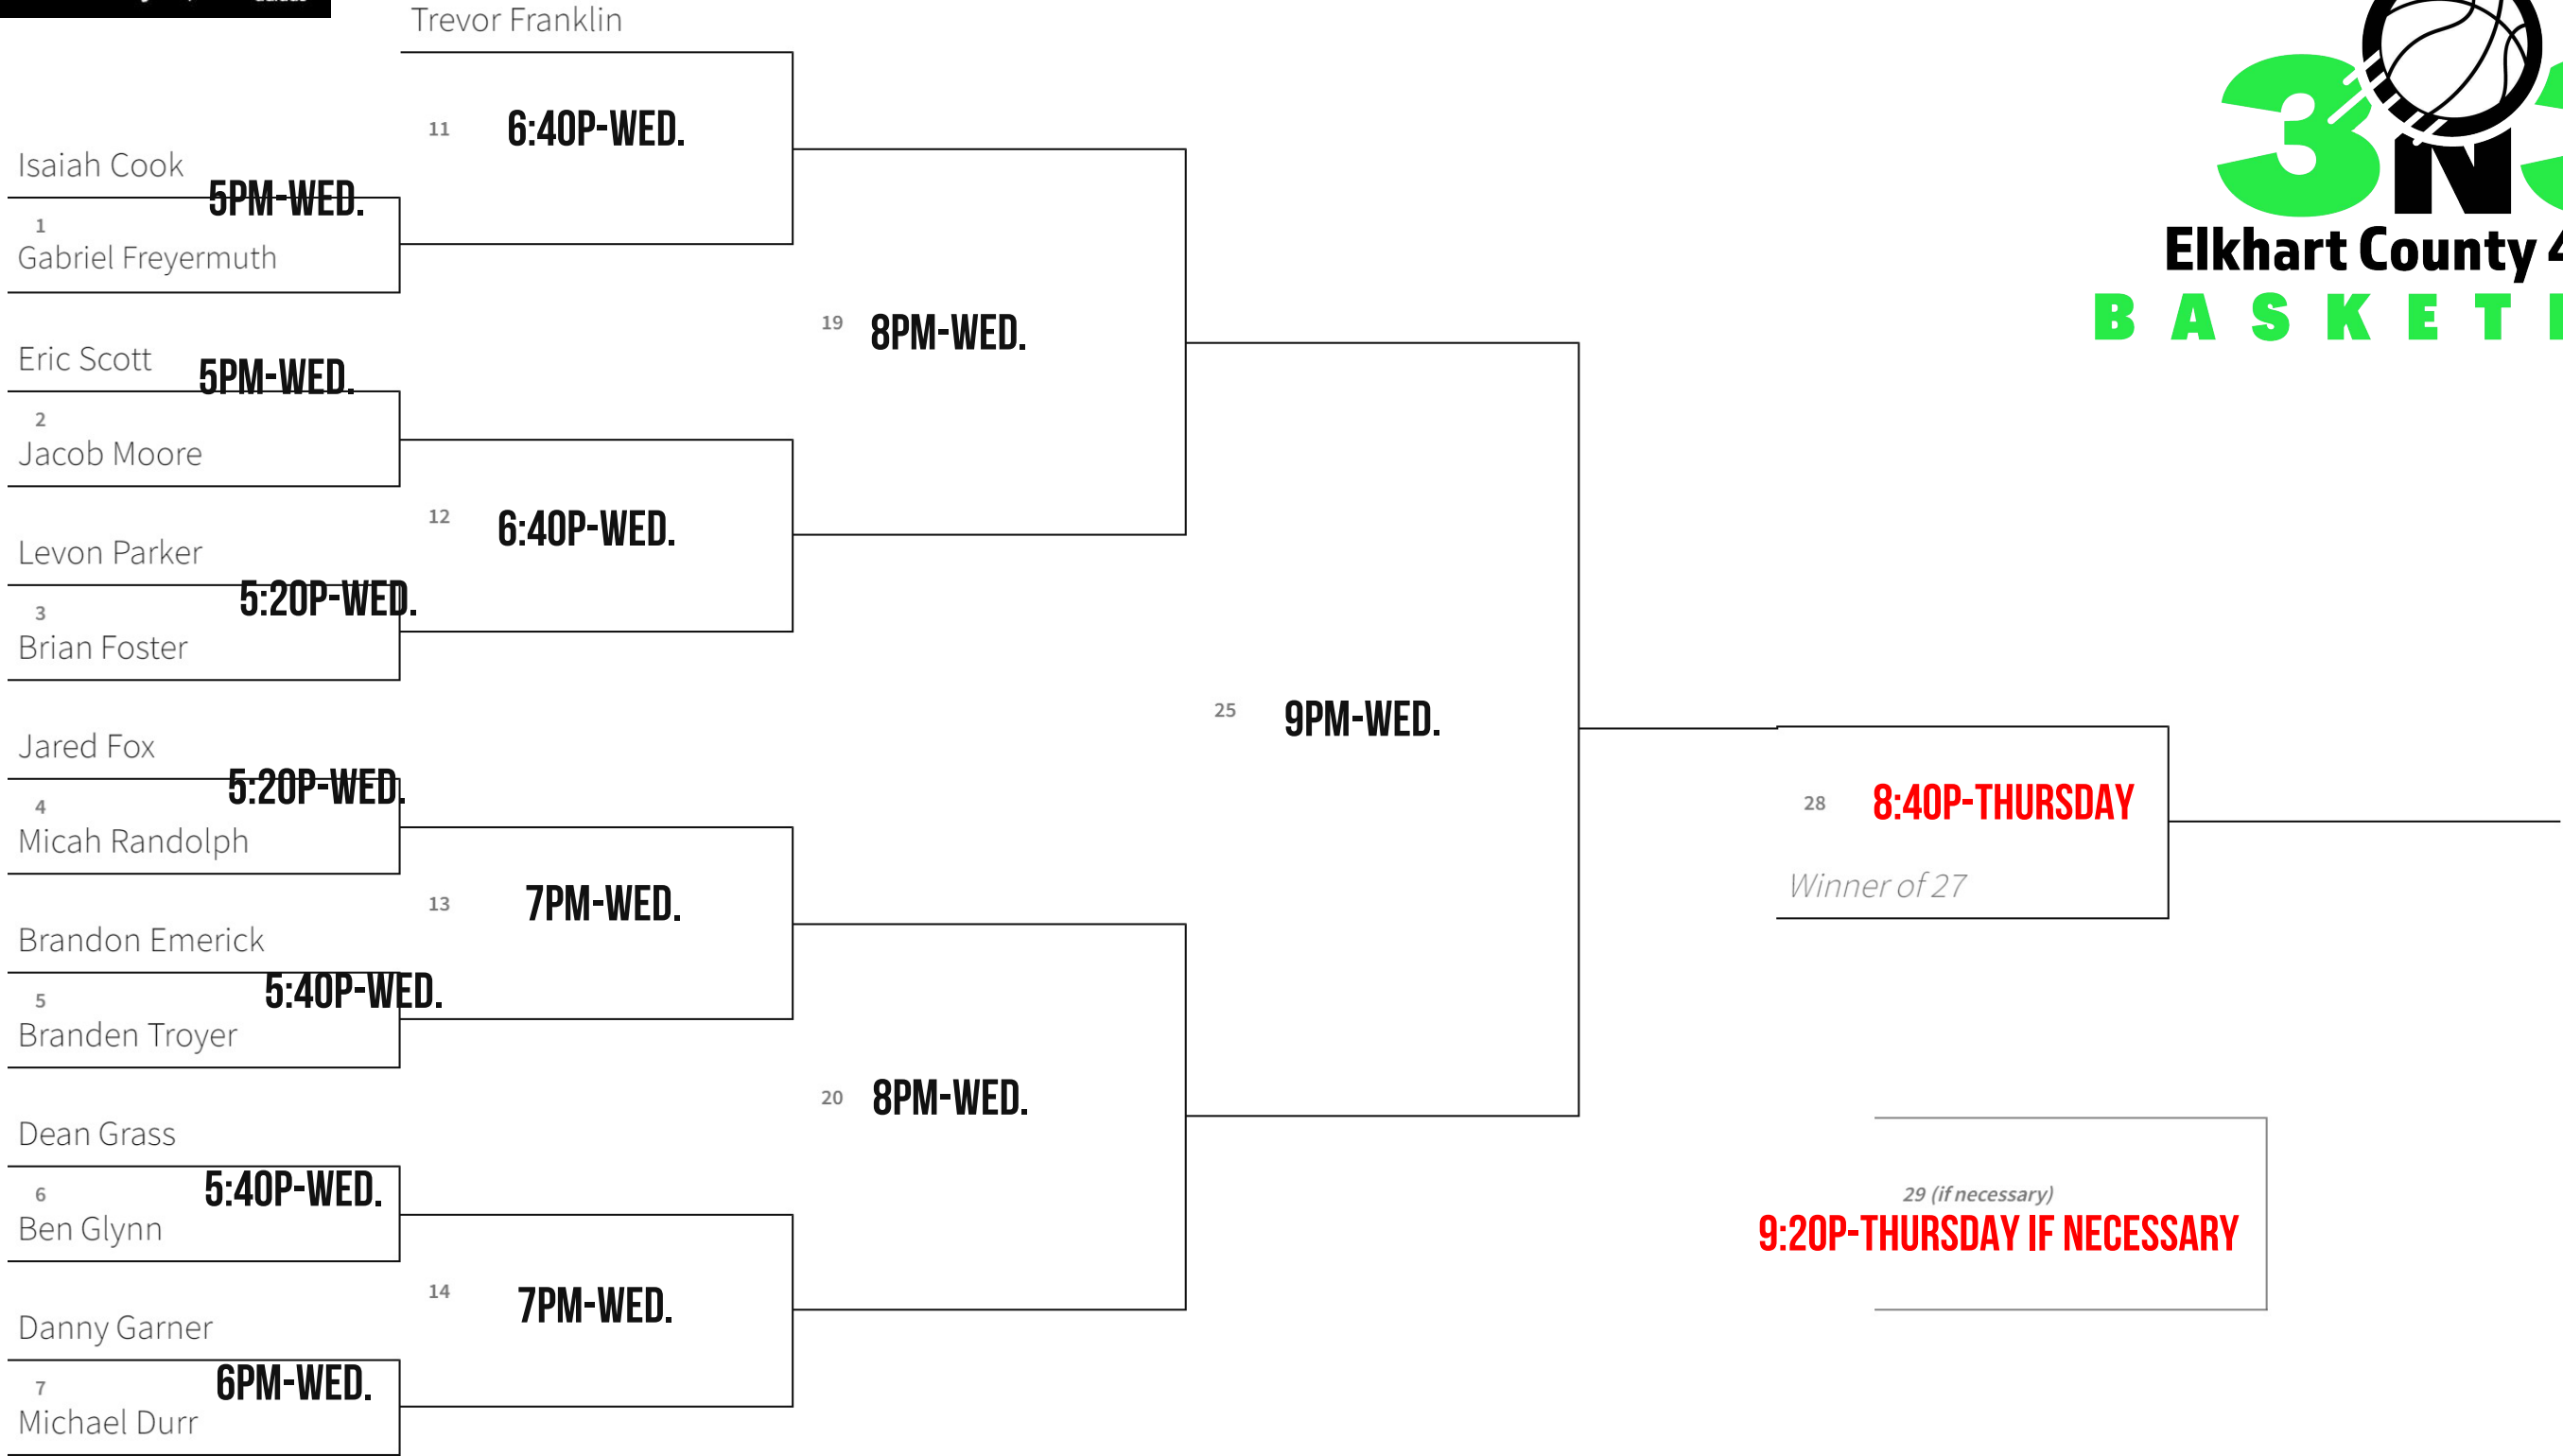 Trevor Franklin
11 6:40P-WED.
Isaiah Cook
5PM-WED.
1
Gabriel Freyermuth
19 8PM-WED.
Eric Scott
5PM-WED.
2
Jacob Moore
12 6:40P-WED.
Levon Parker
5:20P-WED.
3
Brian Foster
25 9PM-WED.
Jared Fox
5:20P-WED.
4
Micah Randolph
28 8:40P-THURSDAY
Winner of 27
13 7PM-WED.
Brandon Emerick
5:40P-WED.
5
Branden Troyer
20 8PM-WED.
Dean Grass
5:40P-WED.
6
Ben Glynn
29 (if necessary)
9:20P-THURSDAY IF NECESSARY
14 7PM-WED.
Danny Garner
6PM-WED.
7
Michael Durr
3N3
Elkhart County 4
BASKET